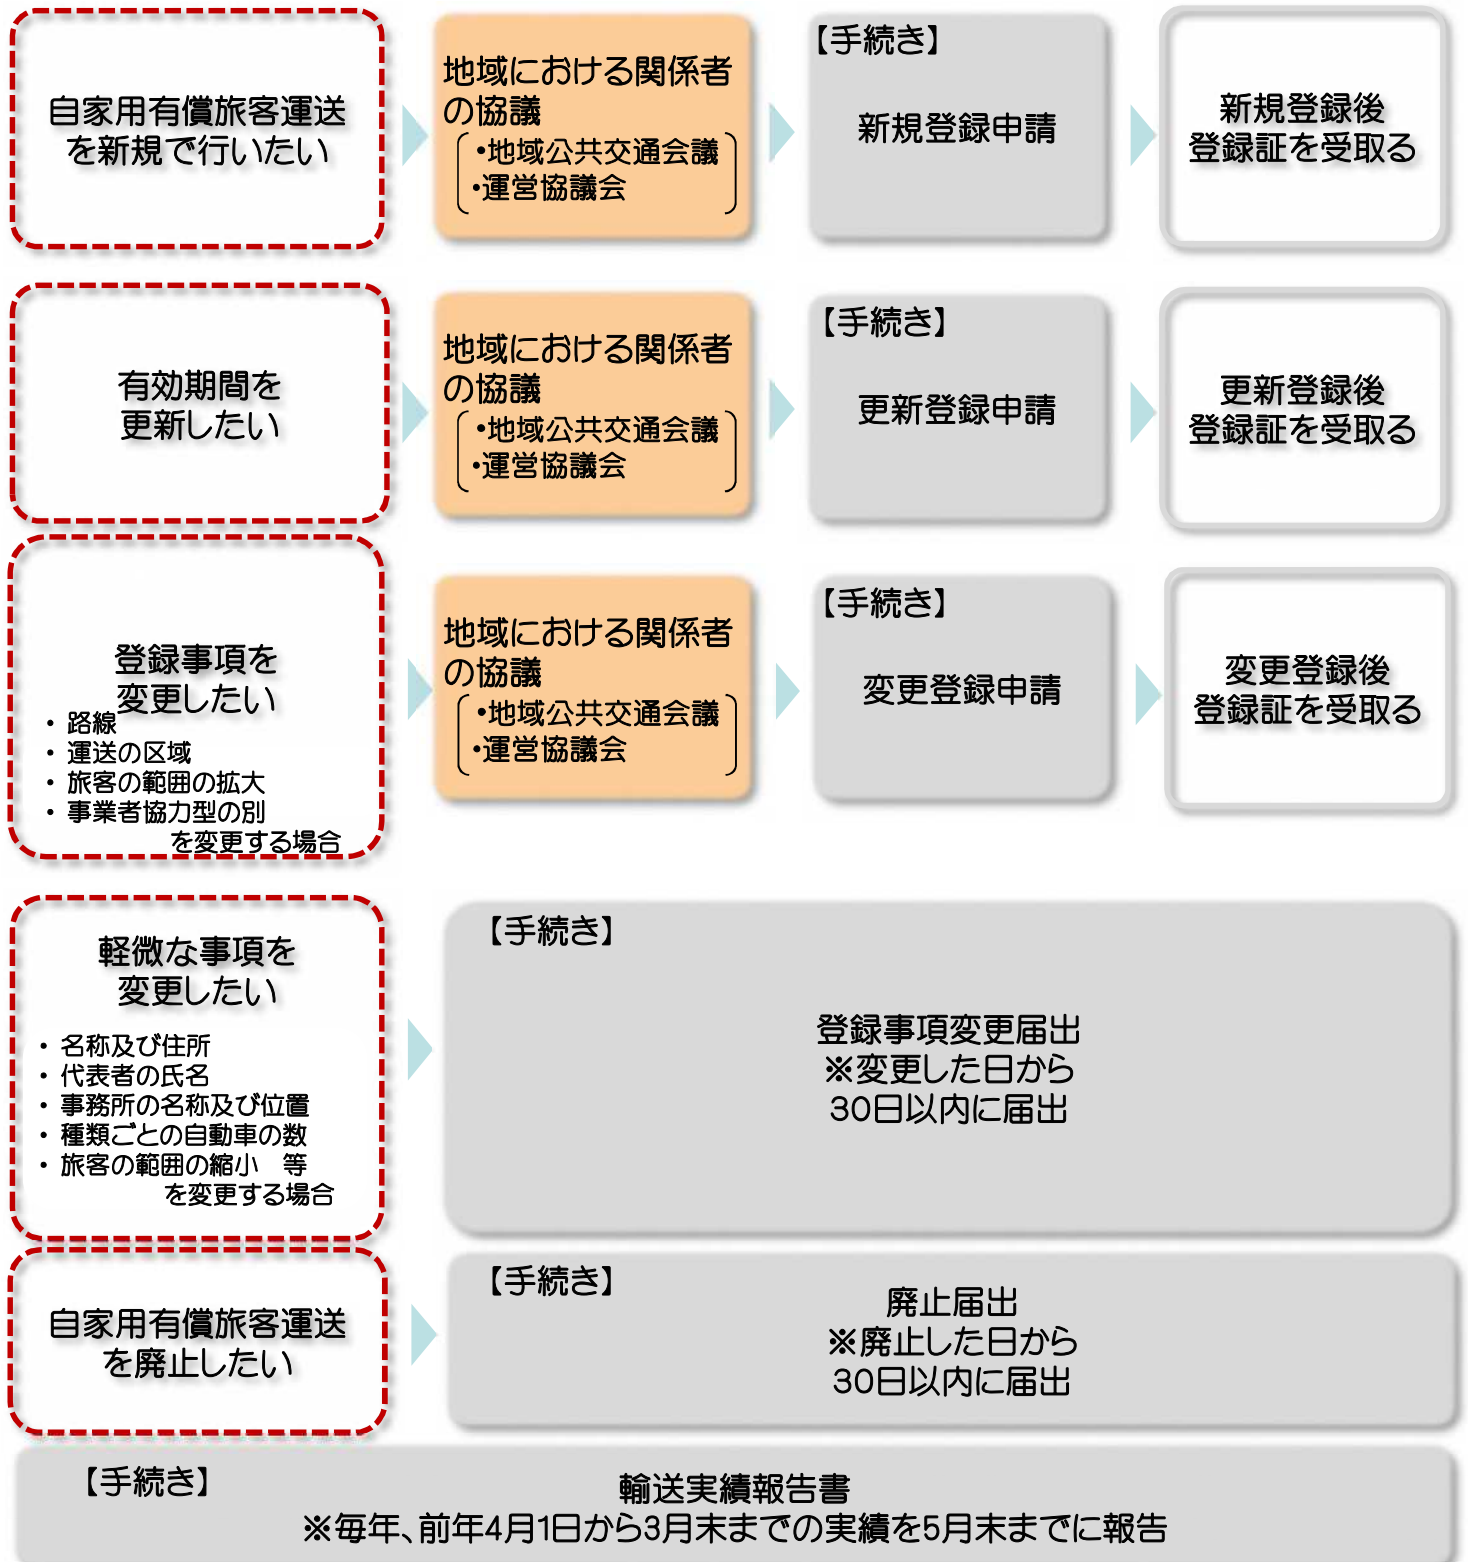 自家用有償旅客運送
を新規で行いたい
地域における関係者
の協議
・地域公共交通会議
・運営協議会
【手続き】
新規登録申請
新規登録後
登録証を受取る
有効期間を
更新したい
地域における関係者
の協議
・地域公共交通会議
・運営協議会
【手続き】
更新登録申請
更新登録後
登録証を受取る
登録事項を
変更したい
・ 路線
・ 運送の区域
・ 旅客の範囲の拡大
・ 事業者協力型の別
を変更する場合
地域における関係者
の協議
・地域公共交通会議
・運営協議会
【手続き】
変更登録申請
変更登録後
登録証を受取る
軽微な事項を
変更したい
・ 名称及び住所
・ 代表者の氏名
・ 事務所の名称及び位置
・ 種類ごとの自動車の数
・ 旅客の範囲の縮小　等
を変更する場合
【手続き】
登録事項変更届出
※変更した日から
30日以内に届出
自家用有償旅客運送
を廃止したい
【手続き】
廃止届出
※廃止した日から
30日以内に届出
【手続き】
輸送実績報告書
※毎年、前年4月1日から3月末までの実績を5月末までに報告